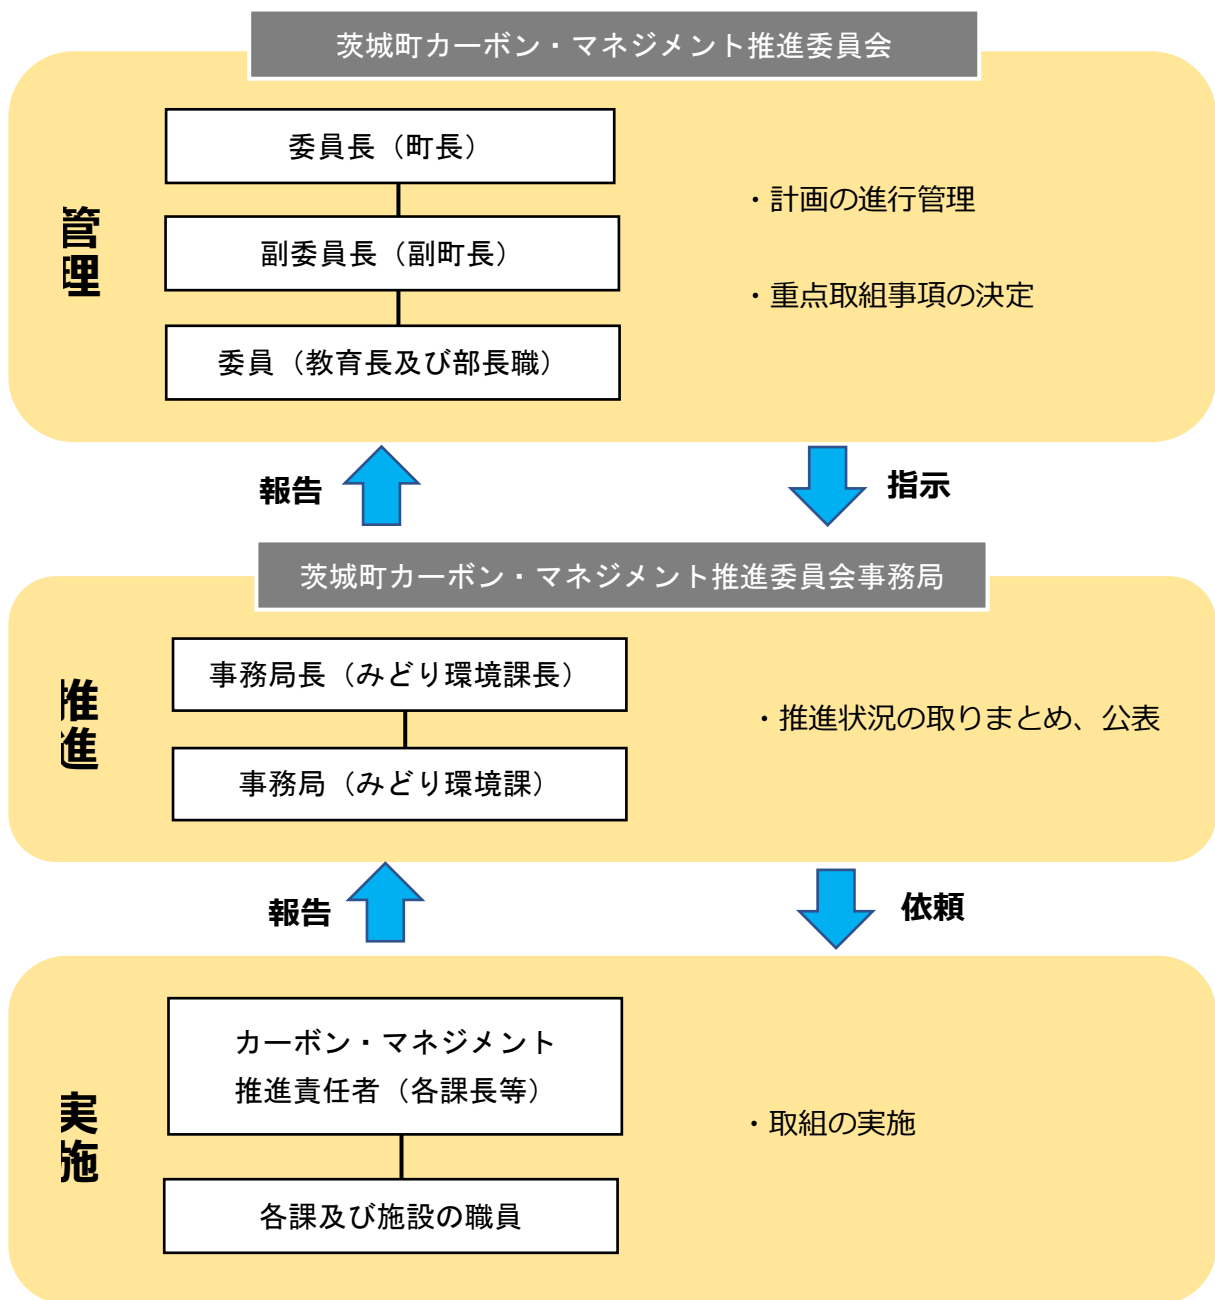 茨城町カーボン・マネジメント推進委員会
管理
委員長（町長）
副委員長（副町長）
委員（教育長及び部長職）
・計画の進行管理
・重点取組事項の決定
報告
指示
茨城町カーボン・マネジメント推進委員会事務局
推進
事務局長（みどり環境課長）
事務局（みどり環境課）
・推進状況の取りまとめ、公表
報告
依頼
実施
カーボン・マネジメント
推進責任者（各課長等）
各課及び施設の職員
・取組の実施